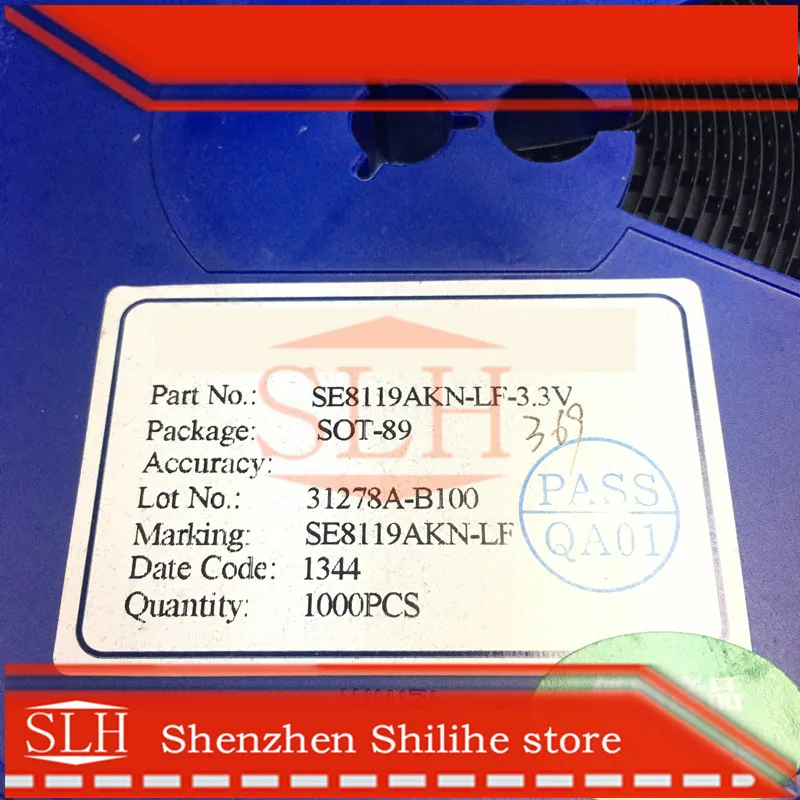 SLH
Part No.: SE8119AKN-LF-3.3V
Package: SOT-89
369
Accuracy:
Lot No.: 31278A-B100
PASS
Marking: SE8119AKN-LF
QA01
Date Code: 1344
Quantity: 1000PCS
SLH Shenzhen Shilihe store